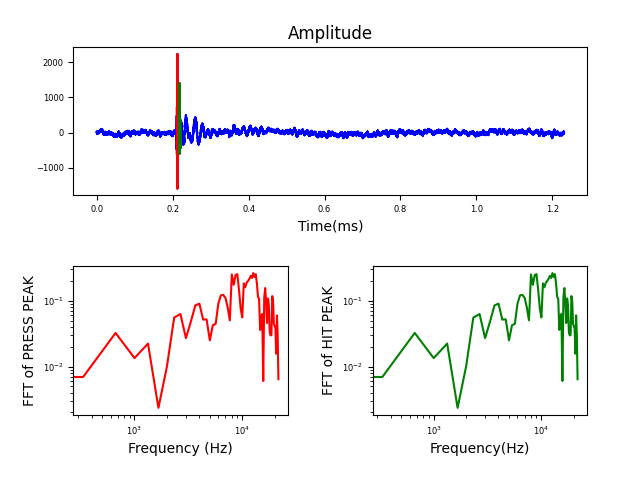 Amplitude
2000
1000
0
−1000
0.0 0.2 0.4 0.6 0.8 1.0 1.2
Time(ms)
FFT of PRESS PEAK
10⁻¹
10⁻²
10³ 10⁴
Frequency (Hz)
FFT of HIT PEAK
10⁻¹
10⁻²
10³ 10⁴
Frequency(Hz)